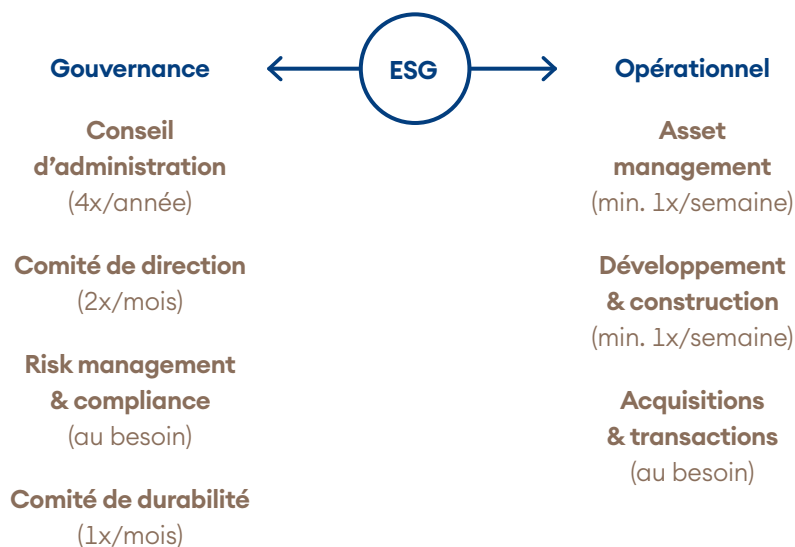 Gouvernance
ESG
Opérationnel
Conseil
d’administration
(4x/année)
Comité de direction
(2x/mois)
Risk management
& compliance
(au besoin)
Comité de durabilité
(1x/mois)
Asset
management
(min. 1x/semaine)
Développement
& construction
(min. 1x/semaine)
Acquisitions
& transactions
(au besoin)